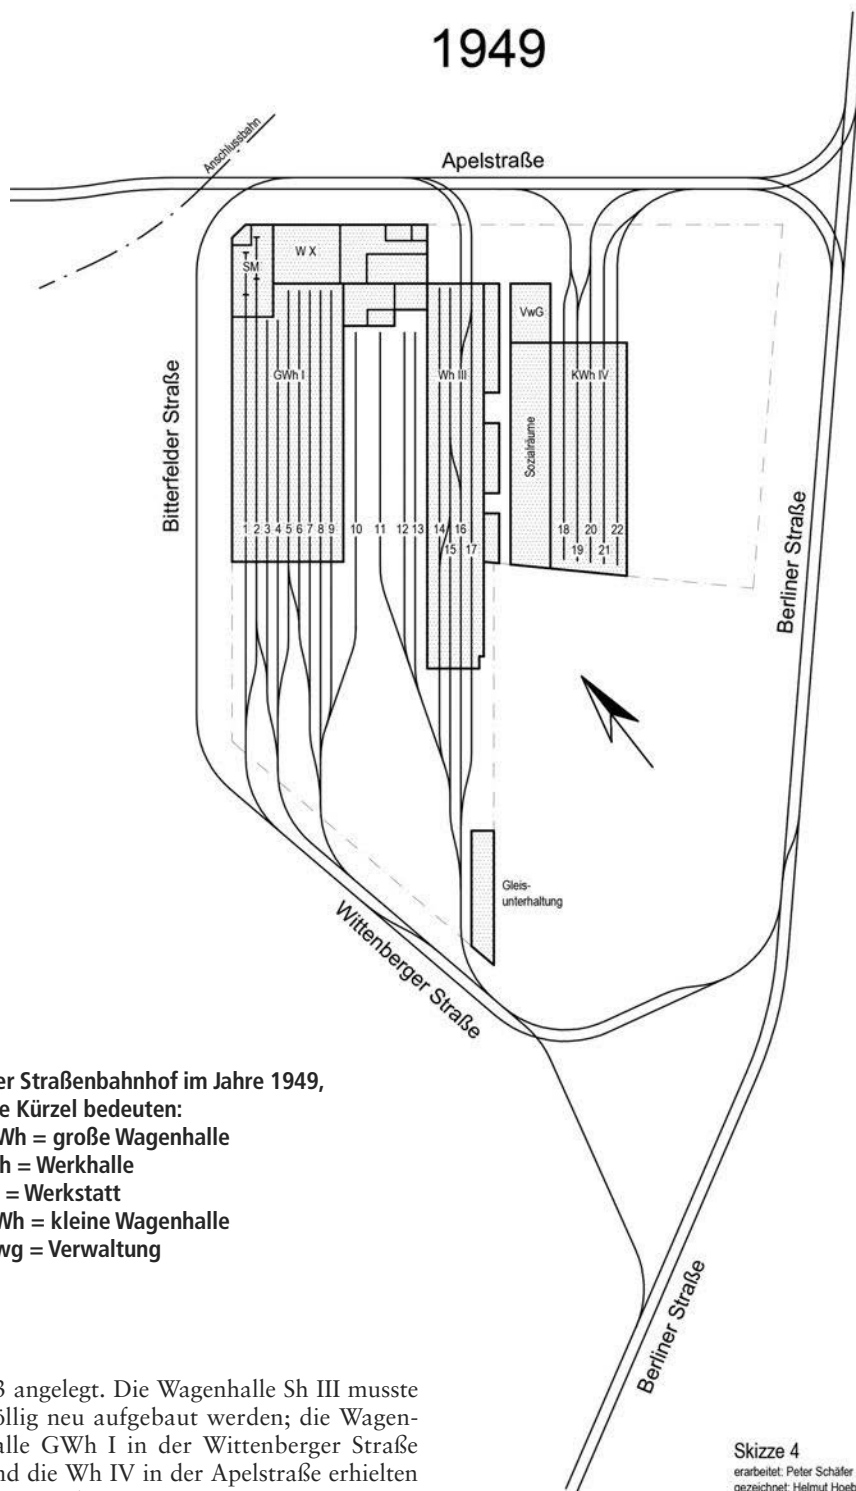 1949
Anschlussbahn
Apelstraße
W X
SM
VwG
GWh I
Wh III
KWh IV
Bitterfelder Straße
Sozialräume
Berliner Straße
1 2 3 4 5 6 7 8 9 10 11 12 13 14 16 18 20 22
15 17 19 21
Gleis-
unterhaltung
Wittenberger Straße
er Straßenbahnhof im Jahre 1949,
e Kürzel bedeuten:
Wh = große Wagenhalle
h = Werkhalle
= Werkstatt
Wh = kleine Wagenhalle
wg = Verwaltung
Berliner Straße
3 angelegt. Die Wagenhalle Sh III musste
öllig neu aufgebaut werden; die Wagen-
alle GWh I in der Wittenberger Straße
nd die Wh IV in der Apelstraße erhielten
Skizze 4
erarbeitet: Peter Schäfer
gezeichnet: Helmut Hoeb